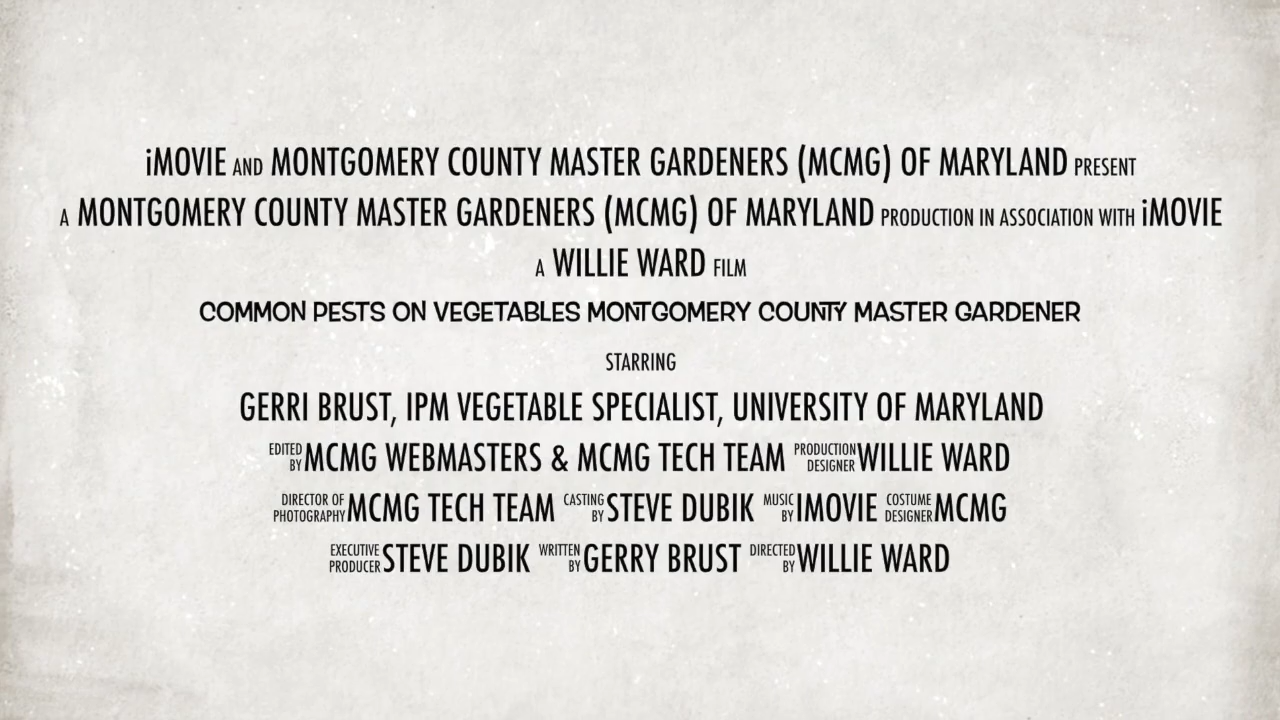 iMOVIE AND MONTGOMERY COUNTY MASTER GARDENERS (MCMG) OF MARYLAND PRESENT
A MONTGOMERY COUNTY MASTER GARDENERS (MCMG) OF MARYLAND PRODUCTION IN ASSOCIATION WITH iMOVIE
A WILLIE WARD FILM
COMMON PESTS ON VEGETABLES MONTGOMERY COUNTY MASTER GARDENER
STARRING
GERRI BRUST, IPM VEGETABLE SPECIALIST, UNIVERSITY OF MARYLAND
EDITED BY MCMG WEBMASTERS & MCMG TECH TEAM PRODUCTION DESIGNER WILLIE WARD
DIRECTOR OF PHOTOGRAPHY MCMG TECH TEAM CASTING BY STEVE DUBIK MUSIC BY IMOVIE COSTUME DESIGNER MCMG
EXECUTIVE PRODUCER STEVE DUBIK WRITTEN BY GERRY BRUST DIRECTED BY WILLIE WARD